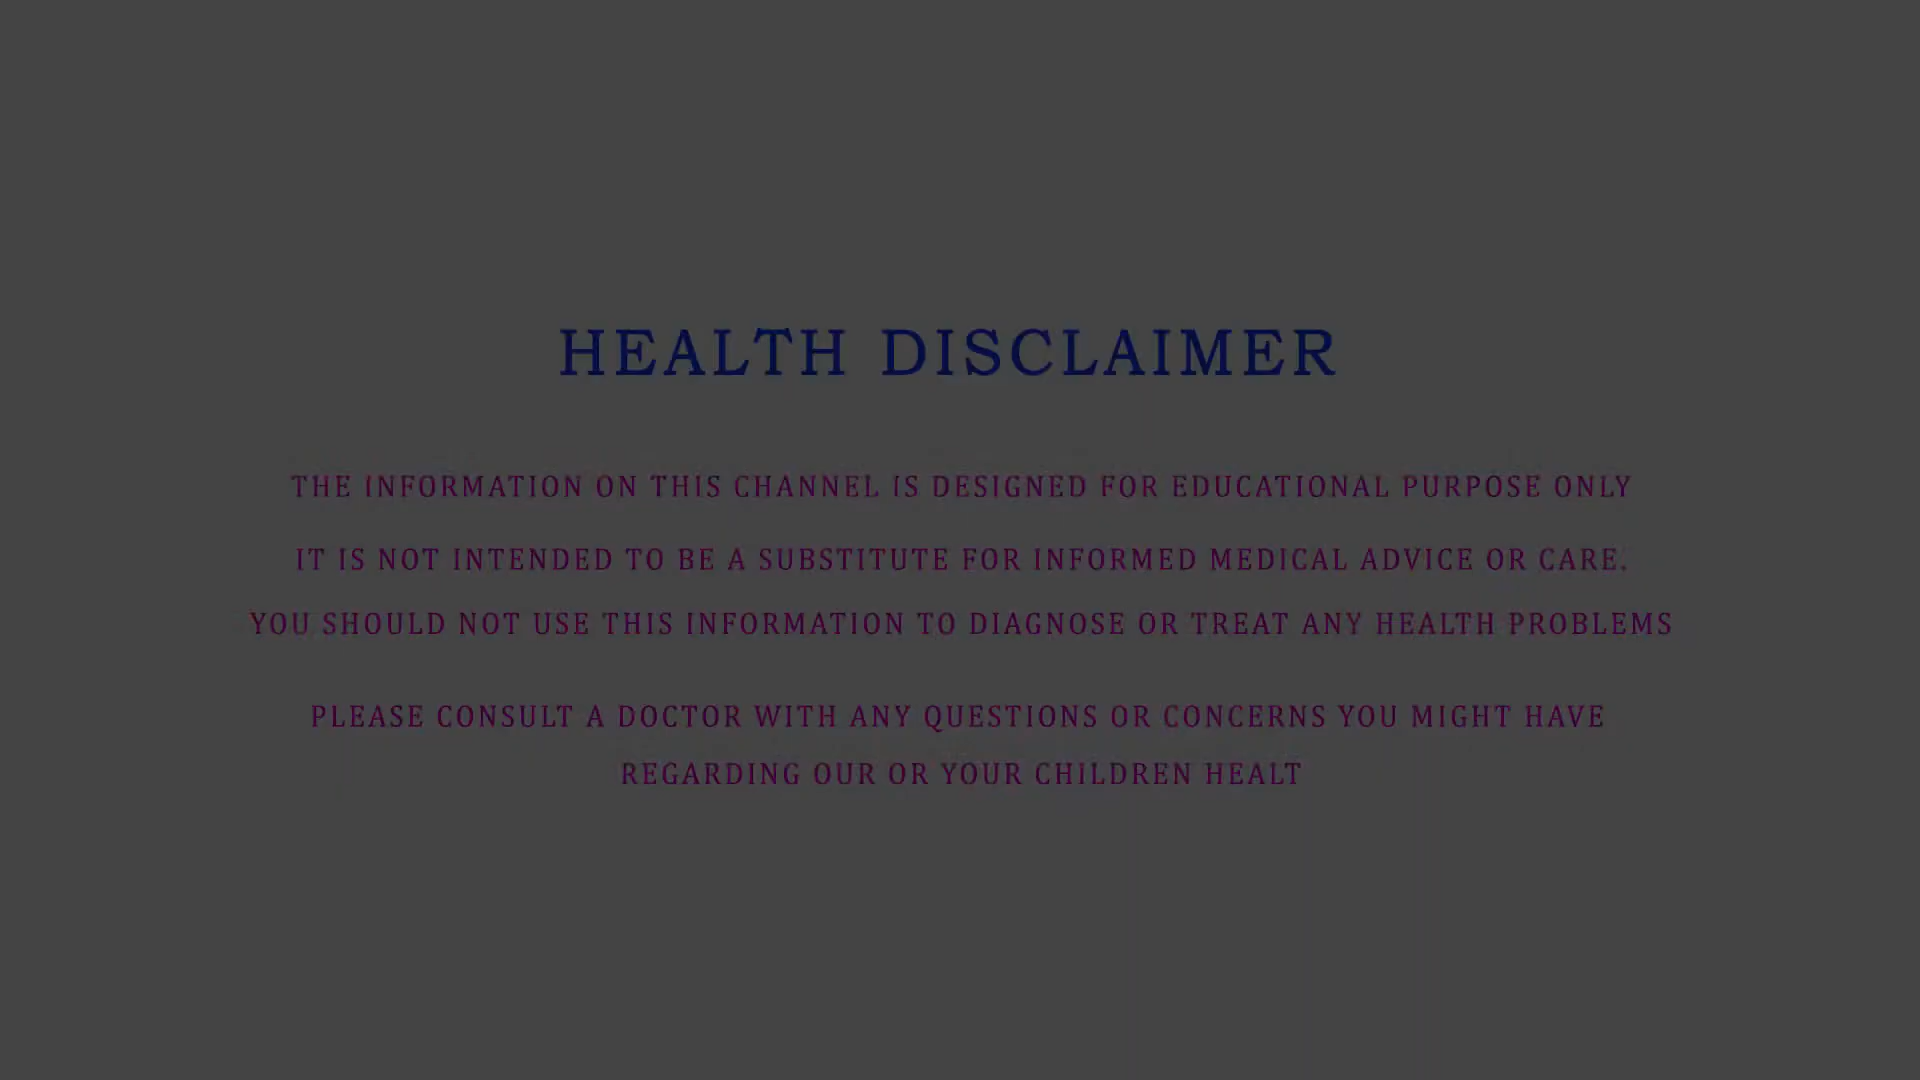 HEALTH DISCLAIMER
THE INFORMATION ON THIS CHANNEL IS DESIGNED FOR EDUCATIONAL PURPOSE ONLY
IT IS NOT INTENDED TO BE A SUBSTITUTE FOR INFORMED MEDICAL ADVICE OR CARE.
YOU SHOULD NOT USE THIS INFORMATION TO DIAGNOSE OR TREAT ANY HEALTH PROBLEMS
PLEASE CONSULT A DOCTOR WITH ANY QUESTIONS OR CONCERNS YOU MIGHT HAVE
REGARDING OUR OR YOUR CHILDREN HEALT